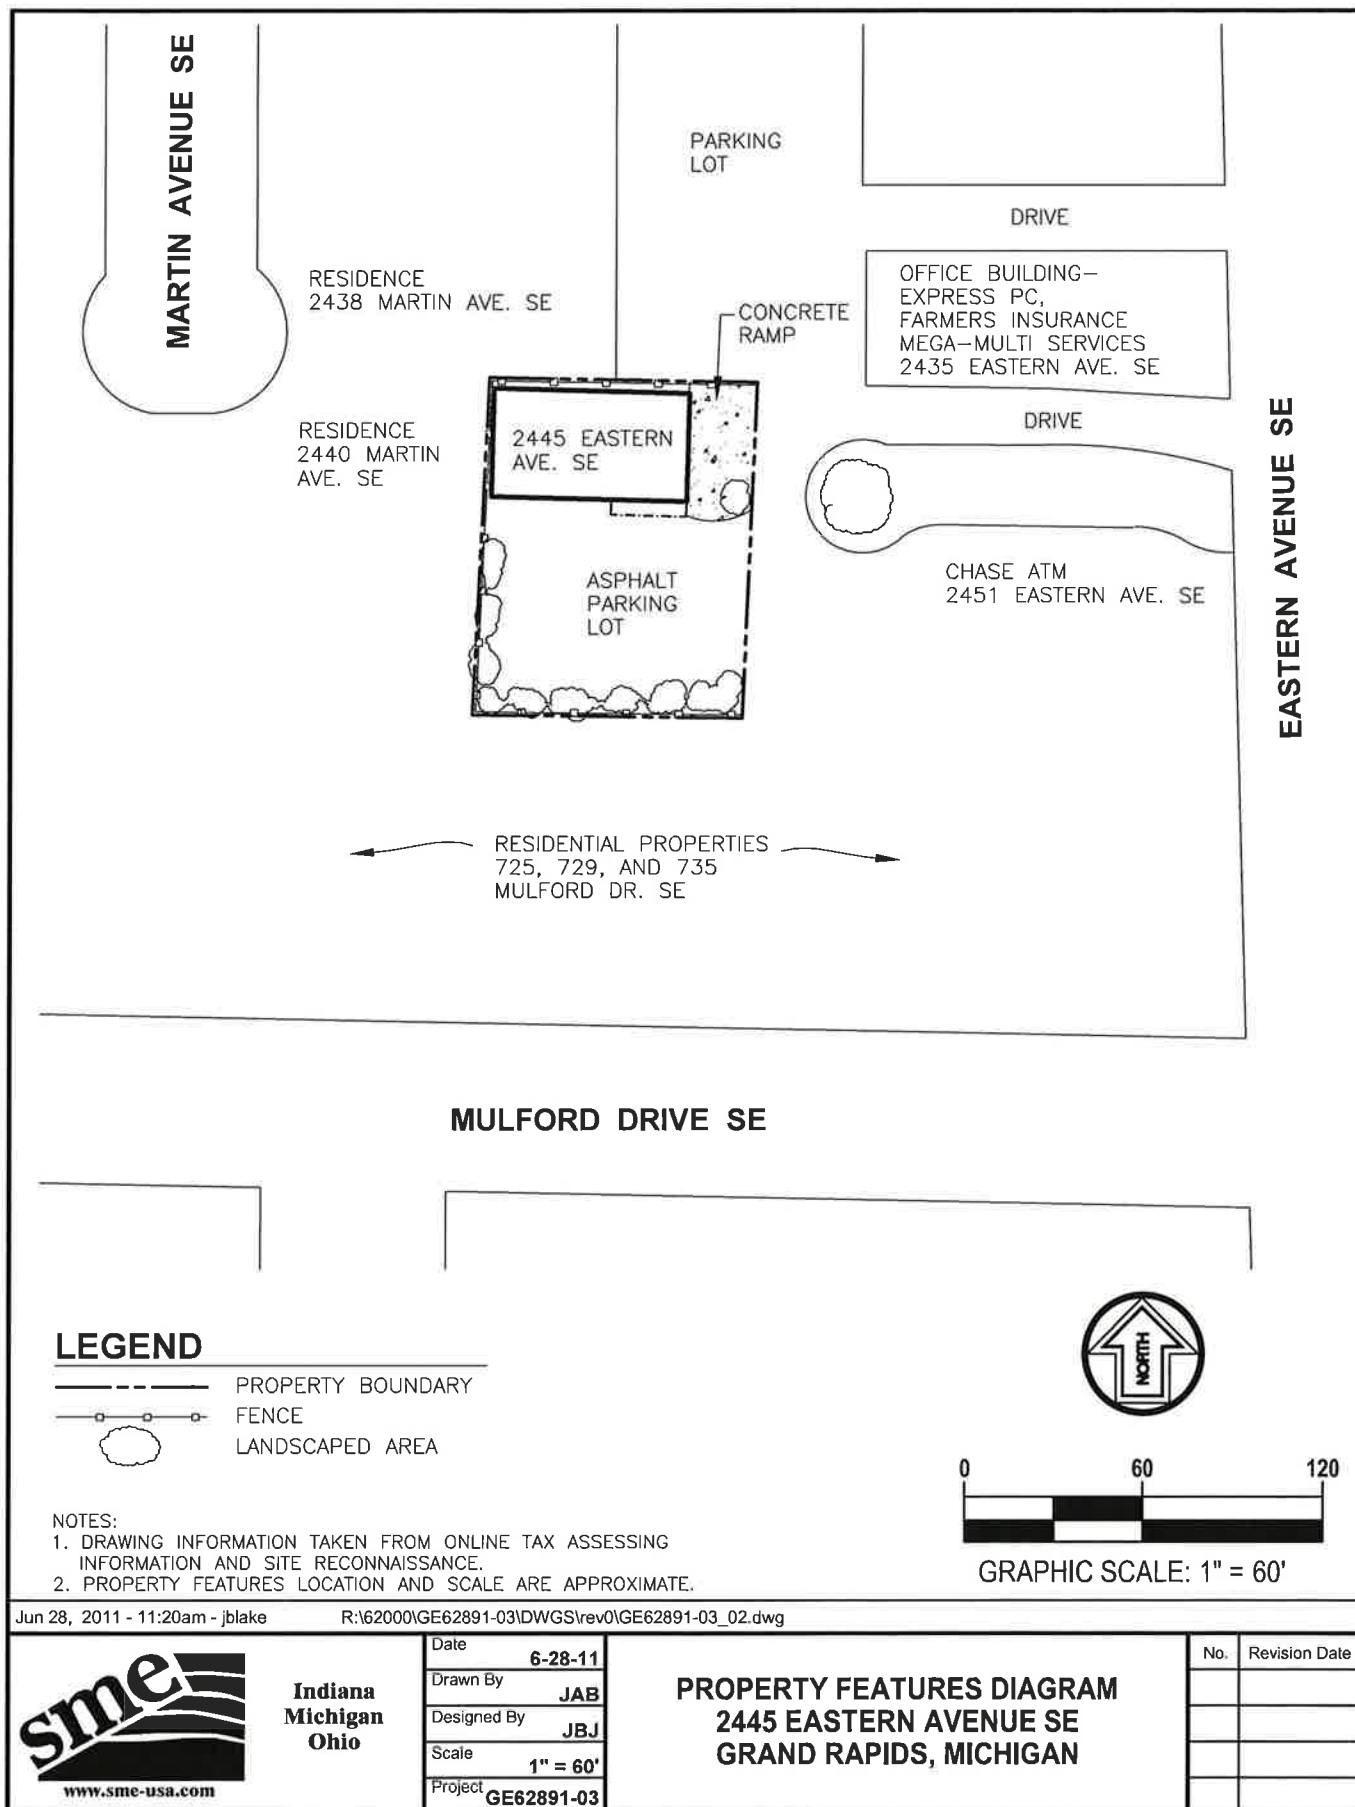 MARTIN AVENUE SE
PARKING
LOT
DRIVE
RESIDENCE
2438 MARTIN AVE. SE
CONCRETE
RAMP
OFFICE BUILDING-
EXPRESS PC,
FARMERS INSURANCE
MEGA-MULTI SERVICES
2435 EASTERN AVE. SE
DRIVE
RESIDENCE
2440 MARTIN
AVE. SE
2445 EASTERN
AVE. SE
EASTERN AVENUE SE
ASPHALT
PARKING
LOT
CHASE ATM
2451 EASTERN AVE. SE
RESIDENTIAL PROPERTIES
725, 729, AND 735
MULFORD DR. SE
MULFORD DRIVE SE
LEGEND
PROPERTY BOUNDARY
FENCE
LANDSCAPED AREA
NORTH
0 60 120
GRAPHIC SCALE: 1" = 60'
NOTES:
1. DRAWING INFORMATION TAKEN FROM ONLINE TAX ASSESSING
INFORMATION AND SITE RECONNAISSANCE.
2. PROPERTY FEATURES LOCATION AND SCALE ARE APPROXIMATE.
Jun 28, 2011 - 11:20am - jblake R:\62000\GE62891-03\DWGS\rev0\GE62891-03_02.dwg
sme
www.sme-usa.com
Indiana
Michigan
Ohio
Date 6-28-11
Drawn By JAB
Designed By JBJ
Scale 1" = 60'
Project GE62891-03
PROPERTY FEATURES DIAGRAM
2445 EASTERN AVENUE SE
GRAND RAPIDS, MICHIGAN
No. Revision Date